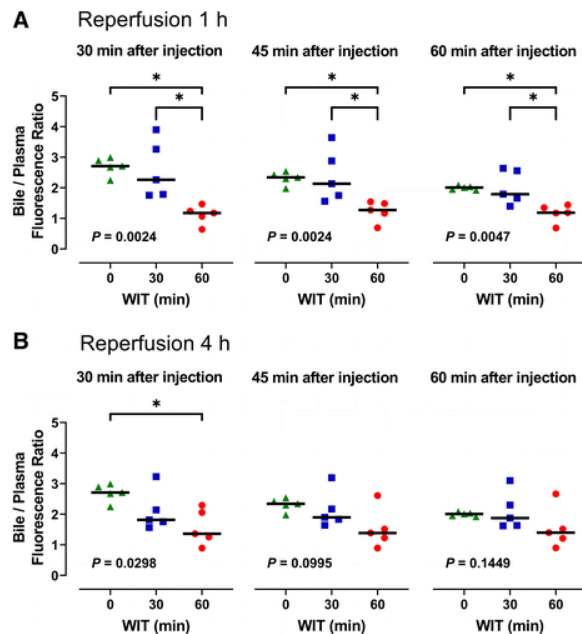 A Reperfusion 1 h
30 min after injection 45 min after injection 60 min after injection
* * *
* * *
Bile / Plasma
Fluorescence Ratio
5
4
3
2
1
0
P = 0.0024 P = 0.0024 P = 0.0047
0 30 60 0 30 60 0 30 60
WIT (min) WIT (min) WIT (min)
B Reperfusion 4 h
30 min after injection 45 min after injection 60 min after injection
*
Bile / Plasma
Fluorescence Ratio
5
4
3
2
1
0
P = 0.0298 P = 0.0995 P = 0.1449
0 30 60 0 30 60 0 30 60
WIT (min) WIT (min) WIT (min)